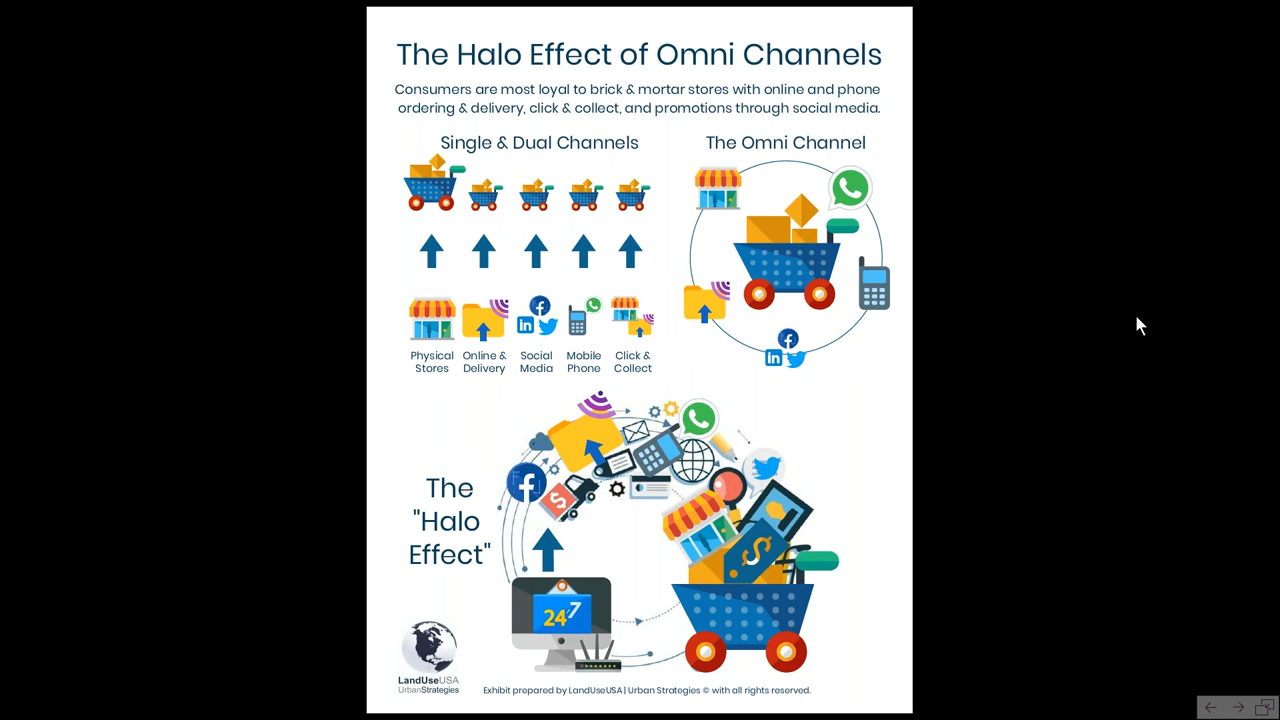 The Halo Effect of Omni Channels
Consumers are most loyal to brick & mortar stores with online and phone
ordering & delivery, click & collect, and promotions through social media.
Single & Dual Channels
The Omni Channel
Physical
Stores
Online &
Delivery
Social
Media
Mobile
Phone
Click &
Collect
The
"Halo
Effect"
24/7
LandUseUSA
UrbanStrategies
Exhibit prepared by LandUseUSA | Urban Strategies © with all rights reserved.